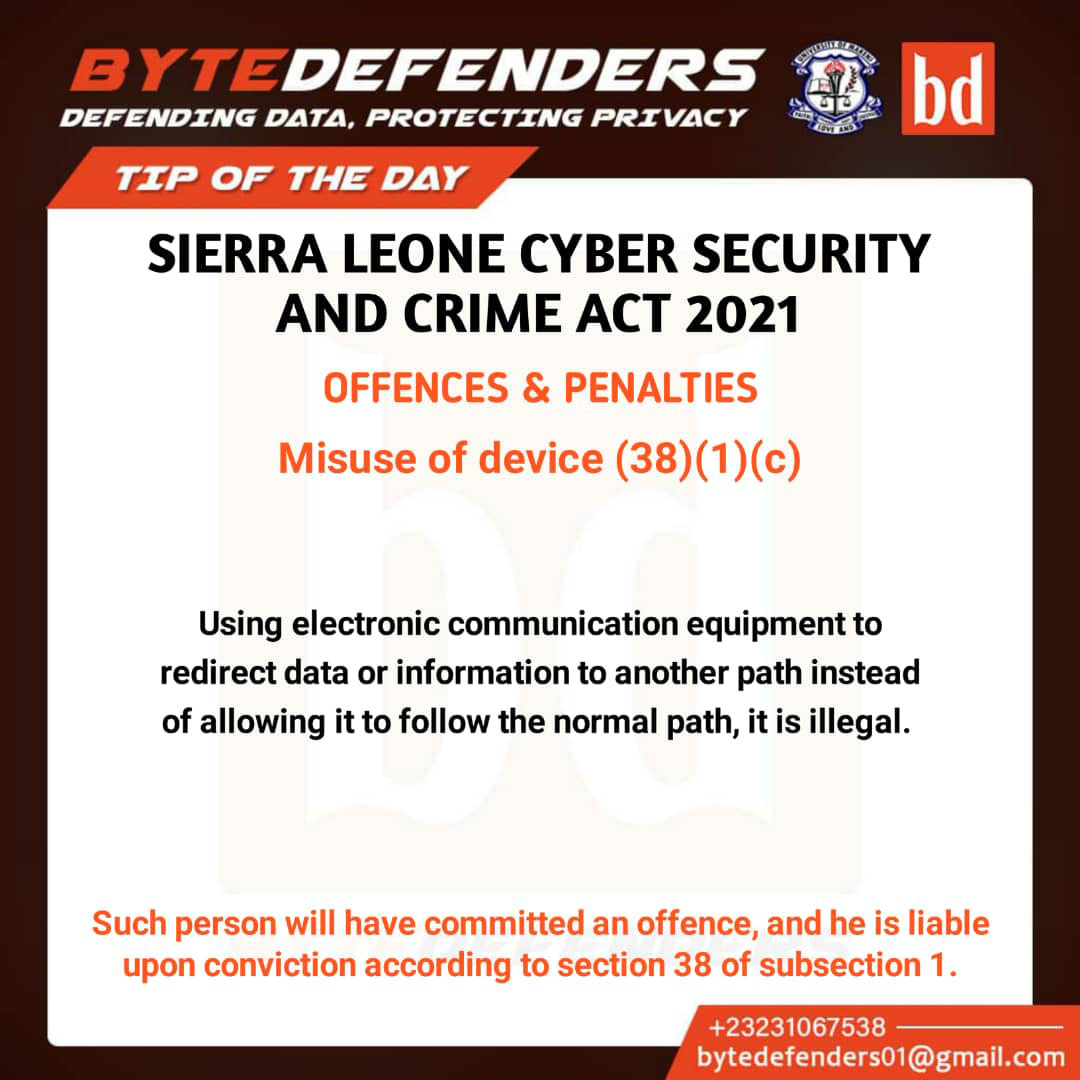 BYTEDEFENDERS
DEFENDING DATA, PROTECTING PRIVACY
UNIVERSITY OF MAKENI
LOVE AND
bd
TIP OF THE DAY
SIERRA LEONE CYBER SECURITY
AND CRIME ACT 2021
OFFENCES & PENALTIES
Misuse of device (38)(1)(c)
Using electronic communication equipment to
redirect data or information to another path instead
of allowing it to follow the normal path, it is illegal.
Such person will have committed an offence, and he is liable
upon conviction according to section 38 of subsection 1.
+23231067538
bytedefenders01@gmail.com